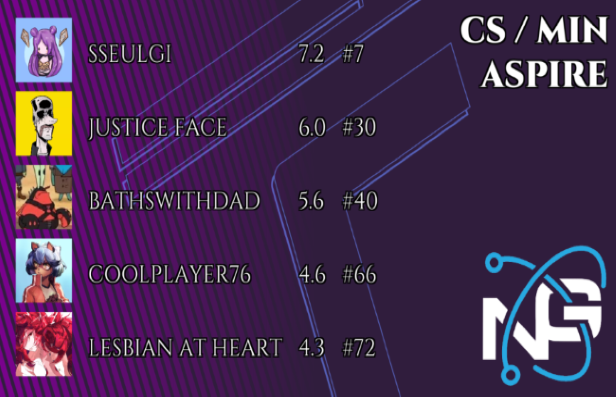 CS / MIN
ASPIRE
SSEULGI 7.2 #7
JUSTICE FACE 6.0 #30
BATHSWITHDAD 5.6 #40
COOLPLAYER76 4.6 #66
LESBIAN AT HEART 4.3 #72
NG